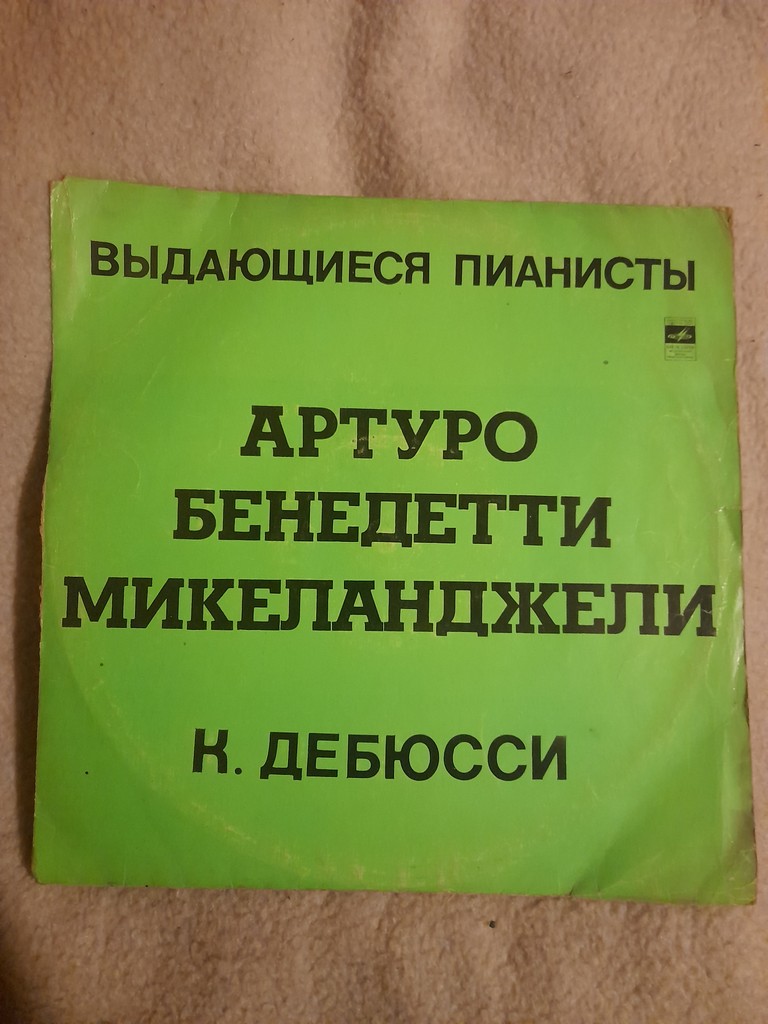 ВЫДАЮЩИЕСЯ ПИАНИСТЫ
АРТУРО
БЕНЕДЕТТИ
МИКЕЛАНДЖЕЛИ
К. ДЕБЮССИ